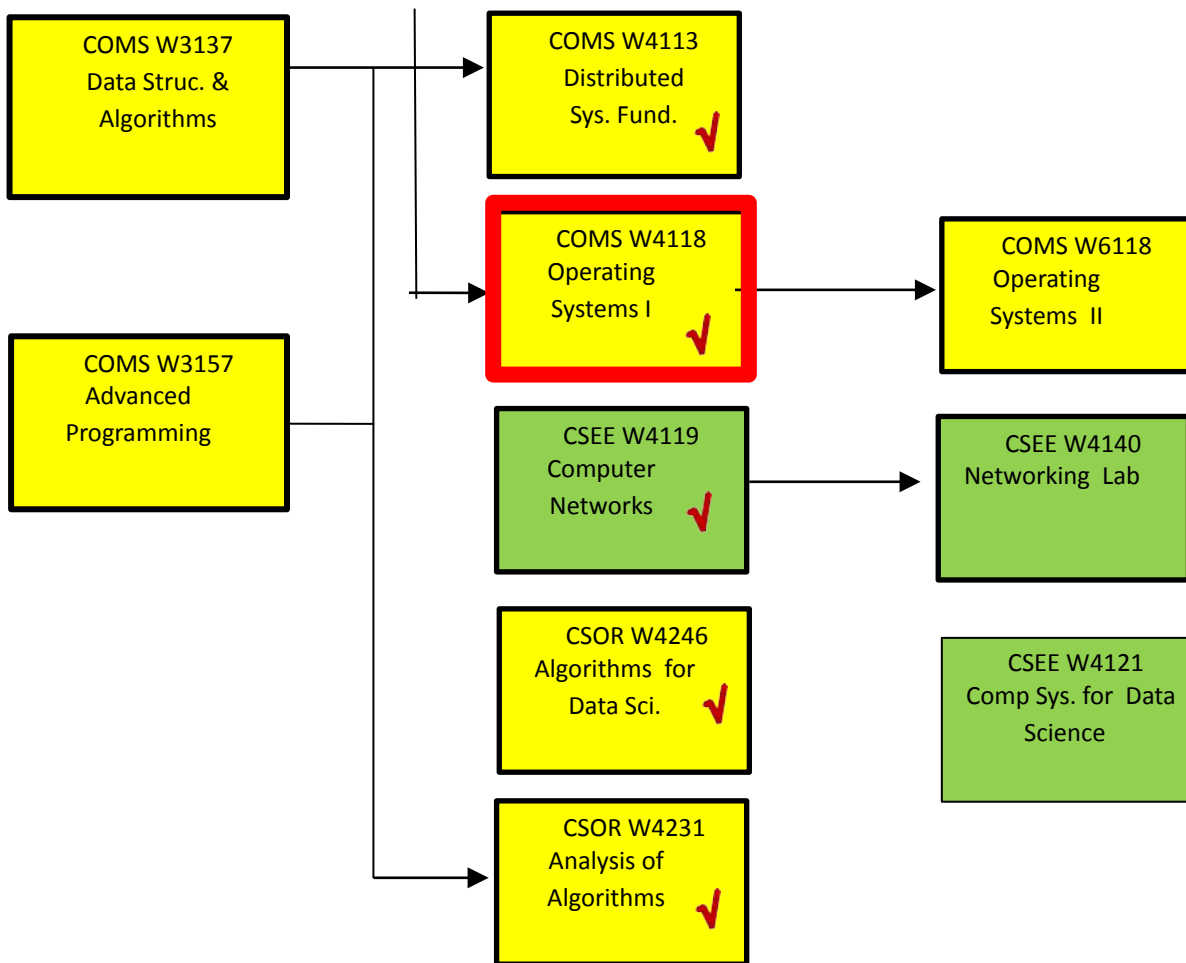 COMS W3137
Data Struc. &
Algorithms
COMS W4113
Distributed
Sys. Fund.
COMS W4118
Operating
Systems I
COMS W6118
Operating
Systems II
COMS W3157
Advanced
Programming
CSEE W4119
Computer
Networks
CSEE W4140
Networking Lab
CSOR W4246
Algorithms for
Data Sci.
CSEE W4121
Comp Sys. for Data
Science
CSOR W4231
Analysis of
Algorithms